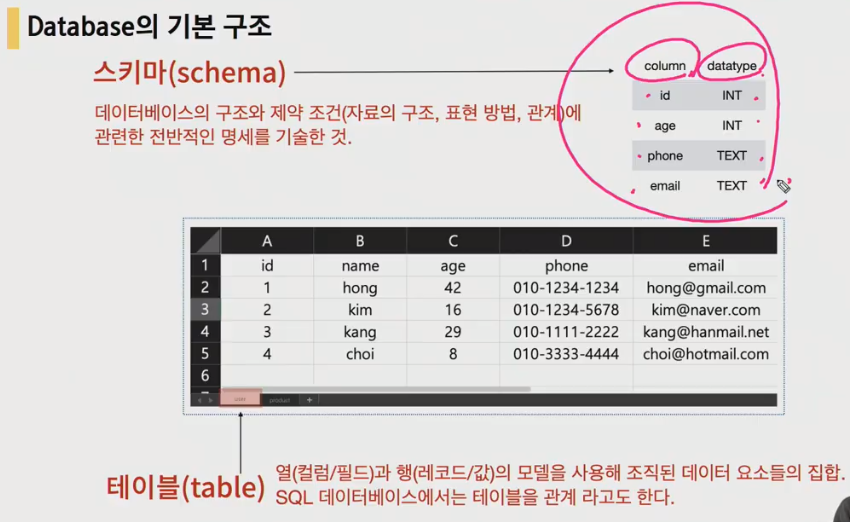 Database의 기본 구조
스키마(schema)
데이터베이스의 구조와 제약 조건(자료의 구조, 표현 방법, 관계)에
관련한 전반적인 명세를 기술한 것.
column datatype
id INT
age INT
phone TEXT
email TEXT
A B C D E
1 id name age phone email
2 1 hong 42 010-1234-1234 hong@gmail.com
3 2 kim 16 010-1234-5678 kim@naver.com
4 3 kang 29 010-1111-2222 kang@hanmail.net
5 4 choi 8 010-3333-4444 choi@hotmail.com
6
user product +
테이블(table)
열(컬럼/필드)과 행(레코드/값)의 모델을 사용해 조직된 데이터 요소들의 집합.
SQL 데이터베이스에서는 테이블을 관계 라고도 한다.